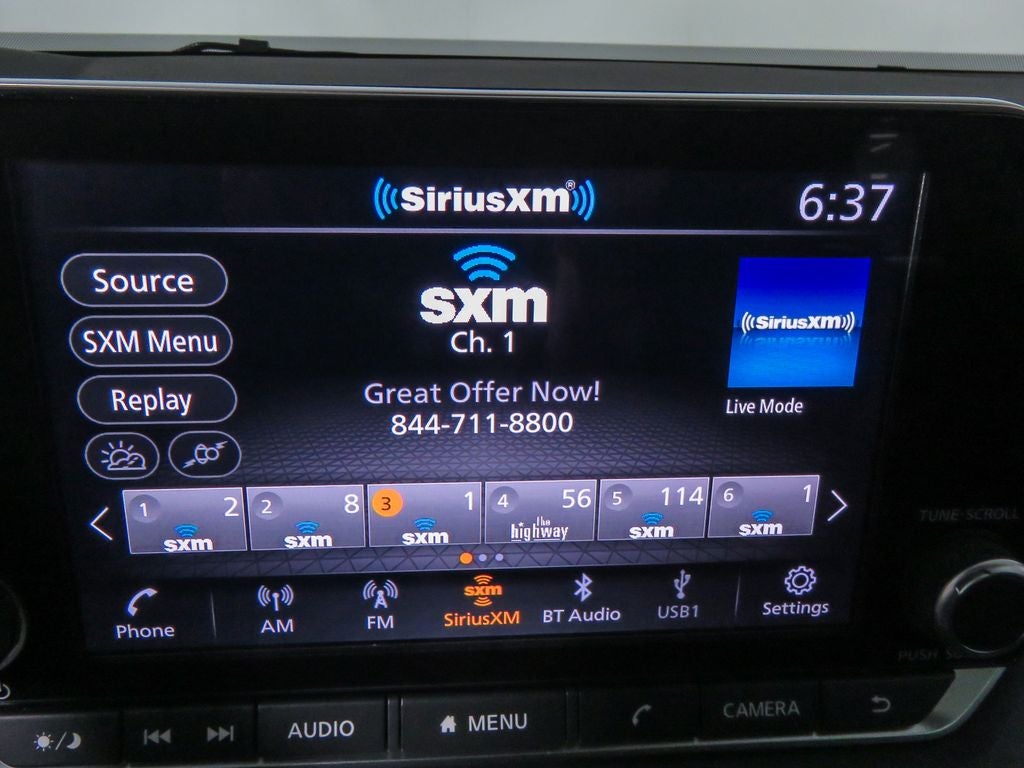 SiriusXM®
6:37
Source
SXM Menu
Replay
sxm
Ch. 1
Great Offer Now!
844-711-8800
SiriusXM
Live Mode
1 2 sxm
2 8 sxm
3 1 sxm
4 56 the highway
5 114 sxm
6 1 sxm
Phone
AM
FM
sxm
SiriusXM
BT Audio
USB1
Settings
TUNE-SCROLL
AUDIO
MENU
CAMERA